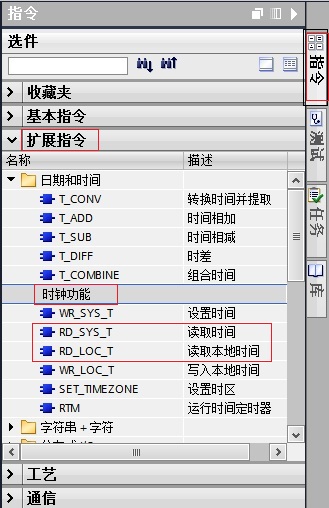 指令
选件
收藏夹
基本指令
扩展指令
名称 描述
日期和时间
T_CONV 转换时间并提取
T_ADD 时间相加
T_SUB 时间相减
T_DIFF 时差
T_COMBINE 组合时间
时钟功能
WR_SYS_T 设置时间
RD_SYS_T 读取时间
RD_LOC_T 读取本地时间
WR_LOC_T 写入本地时间
SET_TIMEZONE 设置时区
RTM 运行时间定时器
字符串 + 字符
工艺
通信
指令
测试
任务
库